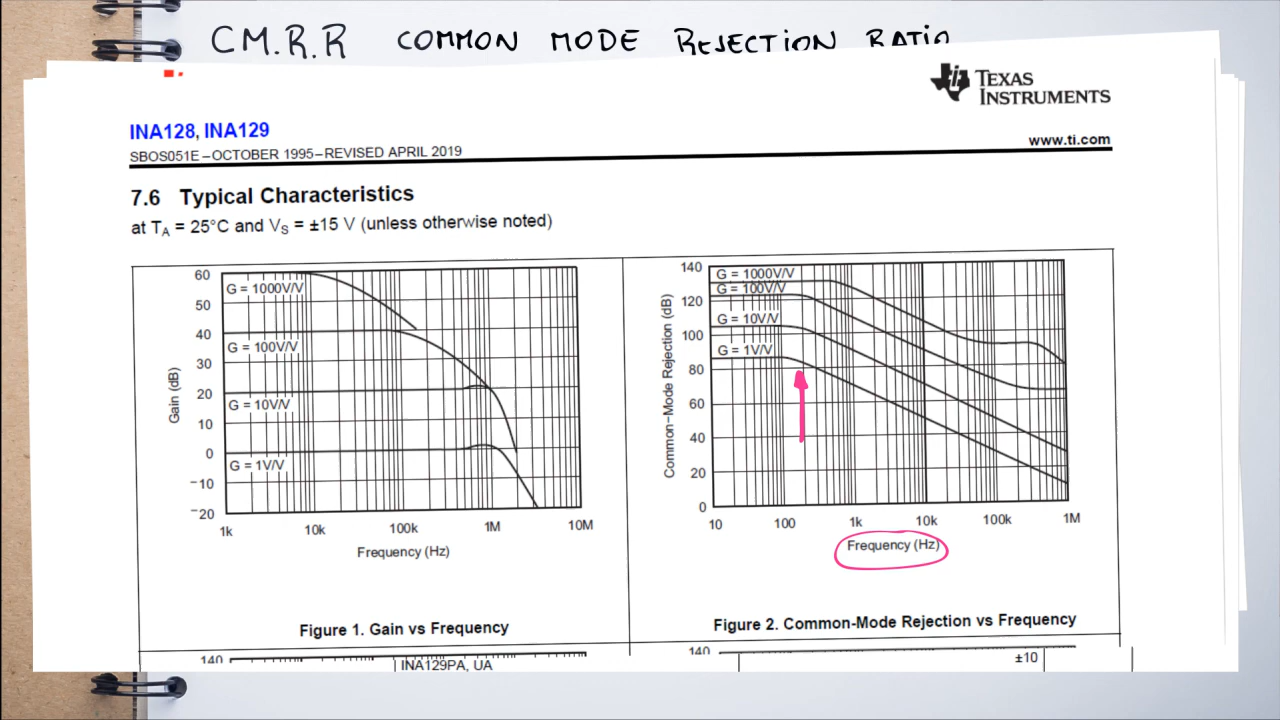 CM.R.R COMMON MODE REJECTION RATIO
TEXAS
INSTRUMENTS
INA128, INA129
SBOS051E–OCTOBER 1995–REVISED APRIL 2019
www.ti.com
7.6 Typical Characteristics
at TA = 25°C and VS = ±15 V (unless otherwise noted)
Gain (dB)
60
50
40
30
20
10
0
−10
−20
G = 1000V/V
G = 100V/V
G = 10V/V
G = 1V/V
1k 10k 100k 1M 10M
Frequency (Hz)
Figure 1. Gain vs Frequency
Common−Mode Rejection (dB)
140
120
100
80
60
40
20
0
G = 1000V/V
G = 100V/V
G = 10V/V
G = 1V/V
10 100 1k 10k 100k 1M
Frequency (Hz)
Figure 2. Common-Mode Rejection vs Frequency
140
INA129PA, UA
140
±10